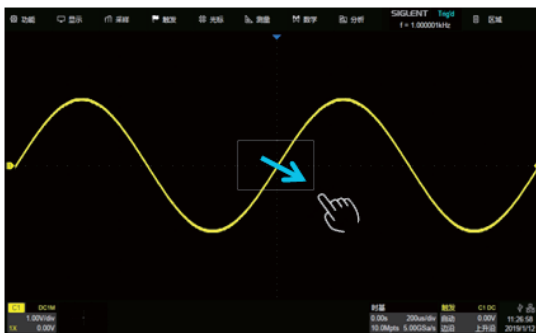 功能 显示 采样 触发 光标 测量 数学 分析 SIGLENT Trig'd 区域
f = 1.000001kHz
C1 DC1M
1.00V/div
1X 0.00V
时基
0.00s 200us/div
10.0Mpts 5.00GSa/s
触发 C1 DC
自动 0.00V
边沿 上升沿
11:26:58
2019/1/12